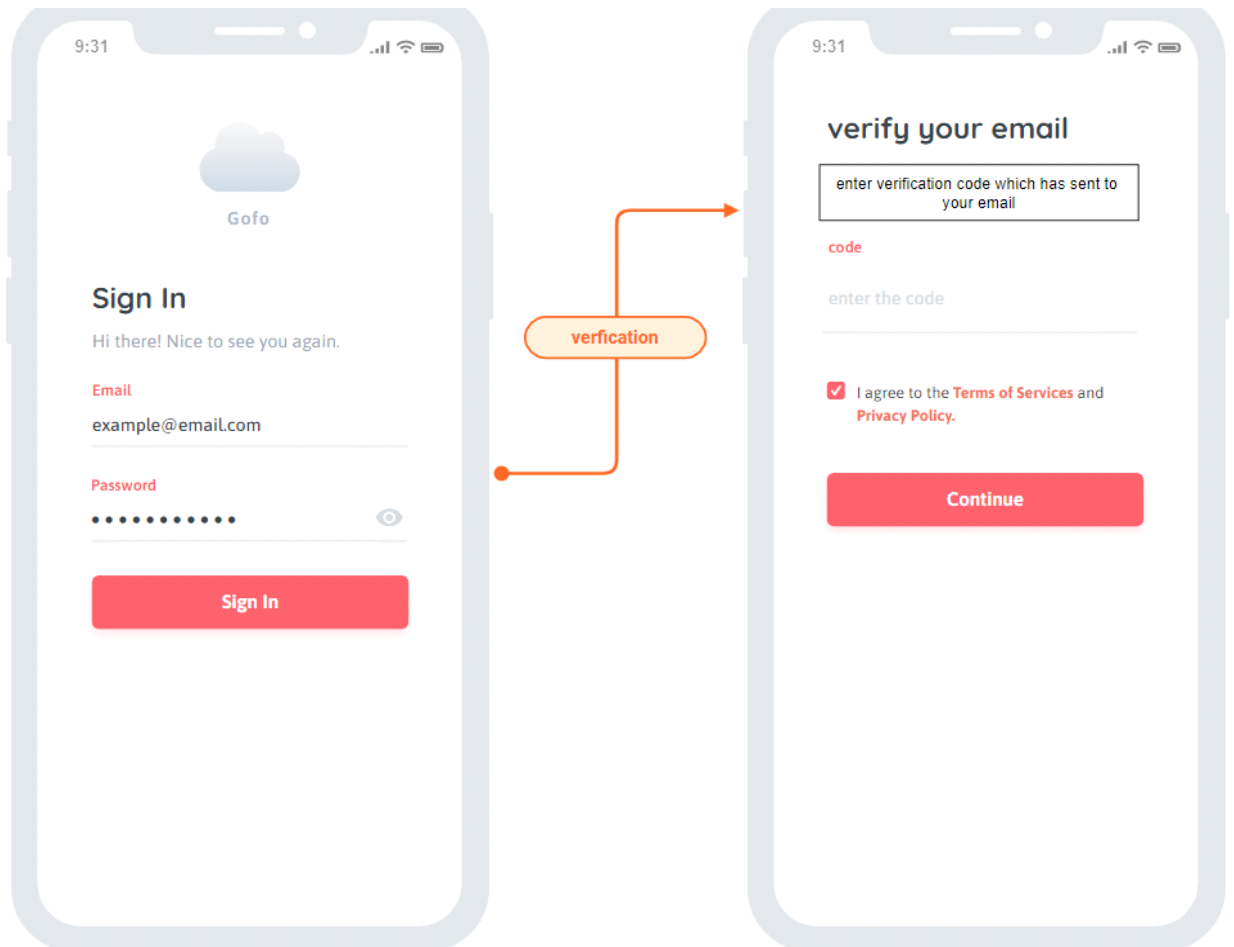 9:31
Gofo
Sign In
Hi there! Nice to see you again.
Email
example@email.com
Password
Sign In
verfication
9:31
verify your email
enter verification code which has sent to
your email
code
enter the code
I agree to the Terms of Services and
Privacy Policy.
Continue